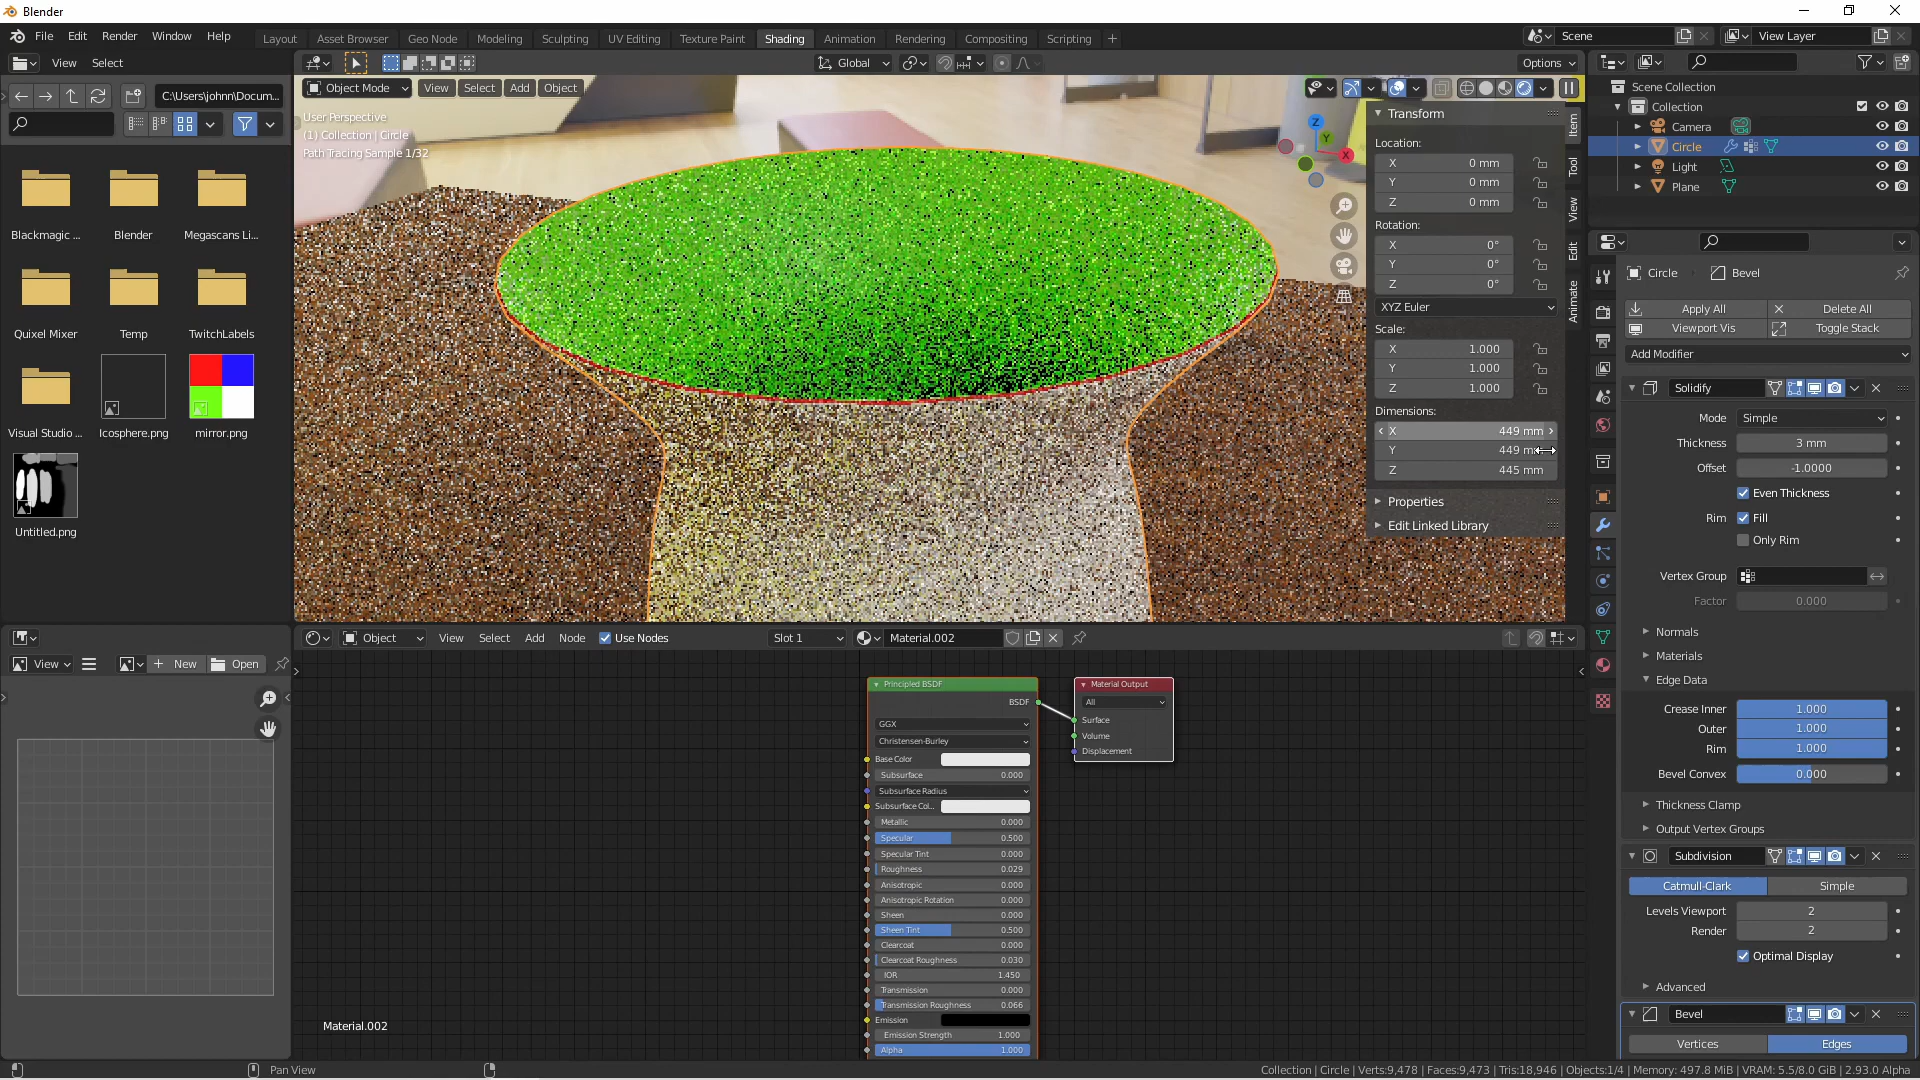 Blender
File Edit Render Window Help
Layout Asset Browser Geo Node Modeling Sculpting UV Editing Texture Paint Shading Animation Rendering Compositing Scripting
Scene View Layer
View Select
Global
Options
C:\Users\johnn\Docum...
Object Mode View Select Add Object
User Perspective
(1) Collection | Circle
Path Tracing Sample 1/32
Blackmagic ... Blender Megascans Li...
Quixel Mixer Temp TwitchLabels
Visual Studio ... Icosphere.png mirror.png
Untitled.png
Z
Y
X
Transform
Location:
X 0 mm
Y 0 mm
Z 0 mm
Rotation:
X 0°
Y 0°
Z 0°
XYZ Euler
Scale:
X 1.000
Y 1.000
Z 1.000
Dimensions:
X 449 mm
Y 449 m
Z 445 mm
Properties
Edit Linked Library
Item
Tool
View
Edit
Animate
Scene Collection
Collection
Camera
Circle
Light
Plane
Circle Bevel
Apply All Delete All
Viewport Vis Toggle Stack
Add Modifier
Solidify
Mode Simple
Thickness 3 mm
Offset -1.0000
Even Thickness
Rim Fill
Only Rim
Vertex Group
Factor 0.000
Normals
Materials
Edge Data
Crease Inner 1.000
Outer 1.000
Rim 1.000
Bevel Convex 0.000
Thickness Clamp
Output Vertex Groups
Subdivision
Catmull-Clark Simple
Levels Viewport 2
Render 2
Optimal Display
Advanced
Bevel
Vertices Edges
View New Open
Object View Select Add Node Use Nodes Slot 1 Material.002
Principled BSDF
BSDF
GGX
Christensen-Burley
Base Color
Subsurface 0.000
Subsurface Radius
Subsurface Col...
Metallic 0.000
Specular 0.500
Specular Tint 0.000
Roughness 0.029
Anisotropic 0.000
Anisotropic Rotation 0.000
Sheen 0.000
Sheen Tint 0.500
Clearcoat 0.000
Clearcoat Roughness 0.030
IOR 1.450
Transmission 0.000
Transmission Roughness 0.066
Emission
Emission Strength 1.000
Alpha 1.000
Material Output
All
Surface
Volume
Displacement
Material.002
Pan View
Collection | Circle | Verts:9,478 | Faces:9,473 | Tris:18,946 | Objects:1/4 | Memory: 497.8 MiB | VRAM: 5.5/8.0 GiB | 2.93.0 Alpha